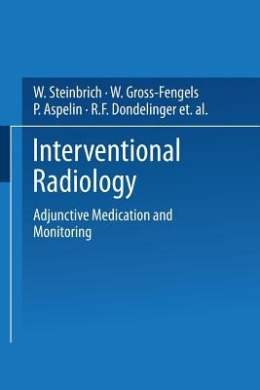 W. Steinbrich · W. Gross-Fengels
P. Aspelin · R.F. Dondelinger et. al.
Interventional
Radiology
Adjunctive Medication and
Monitoring